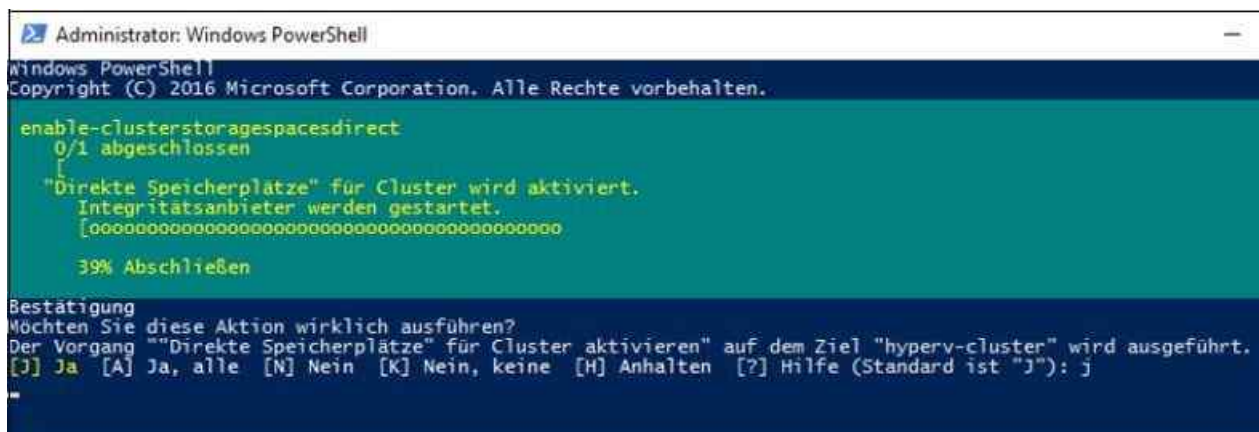 Administrator: Windows PowerShell
Windows PowerShell
Copyright (C) 2016 Microsoft Corporation. Alle Rechte vorbehalten.
enable-clusterstoragespacesdirect
0/1 abgeschlossen
[
"Direkte Speicherplätze" für Cluster wird aktiviert.
Integritätsanbieter werden gestartet.
[ooooooooooooooooooooooooooooooooooooooooo
39% Abschließen
Bestätigung
Möchten Sie diese Aktion wirklich ausführen?
Der Vorgang ""Direkte Speicherplätze" für Cluster aktivieren" auf dem Ziel "hyperv-cluster" wird ausgeführt.
[J] Ja  [A] Ja, alle  [N] Nein  [K] Nein, keine  [H] Anhalten  [?] Hilfe (Standard ist "J"): j